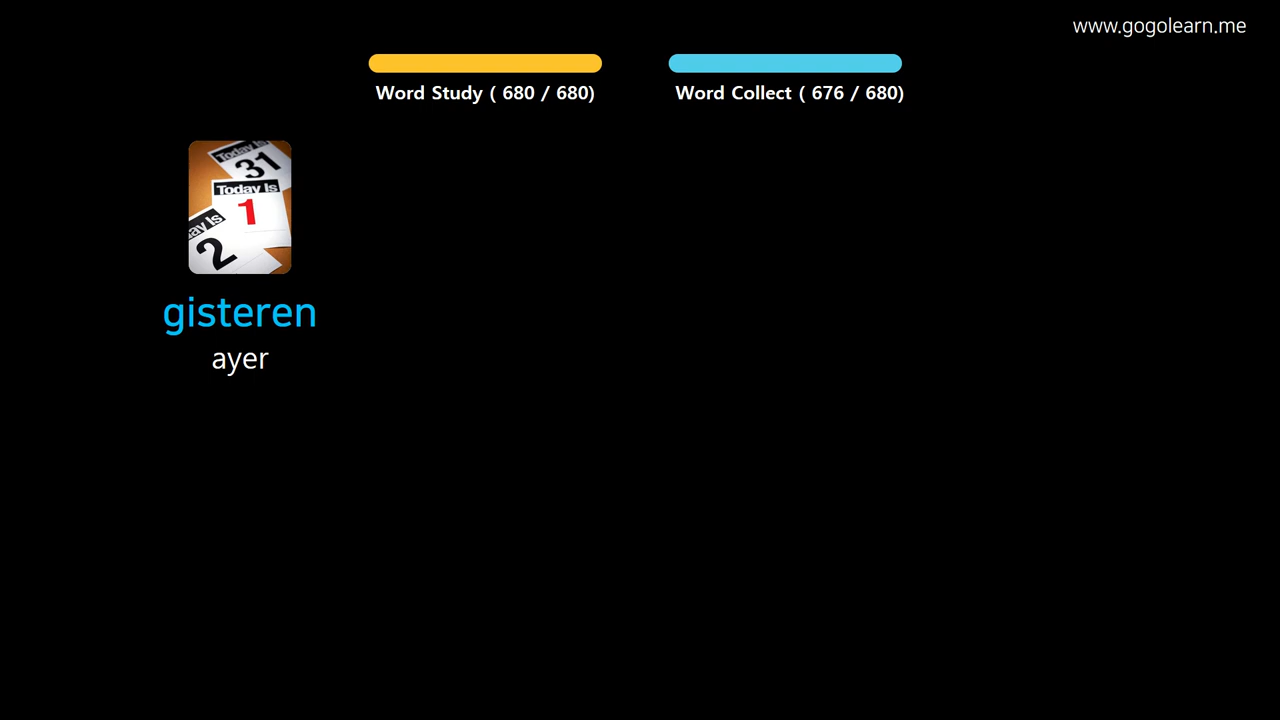 www.gogolearn.me
Word Study ( 680 / 680)
Word Collect ( 676 / 680)
Today Is
31
Today Is
1
ay Is
2
gisteren
ayer